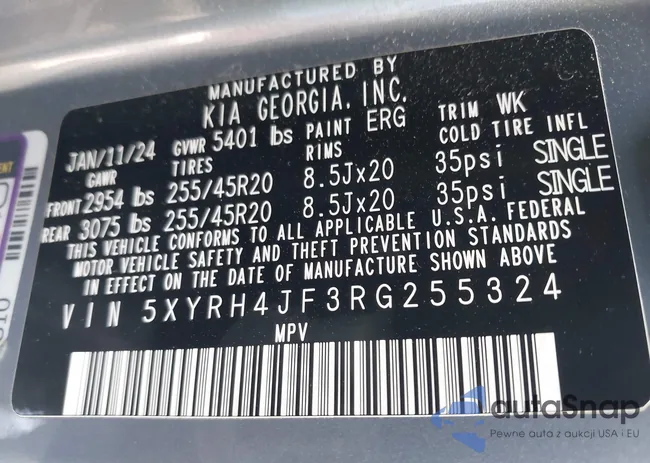 MANUFACTURED BY
KIA GEORGIA, INC.
JAN/11/24 GVWR 5401 lbs PAINT ERG TRIM WK
GAWR TIRES RIMS COLD TIRE INFL
FRONT 2954 lbs 255/45R20 8.5Jx20 35psi SINGLE
REAR 3075 lbs 255/45R20 8.5Jx20 35psi SINGLE
THIS VEHICLE CONFORMS TO ALL APPLICABLE U.S.A. FEDERAL
MOTOR VEHICLE SAFETY AND THEFT PREVENTION STANDARDS
IN EFFECT ON THE DATE OF MANUFACTURE SHOWN ABOVE
VIN 5XYRH4JF3RG255324
MPV
autaSnap
Pewne auta z aukcji USA i EU